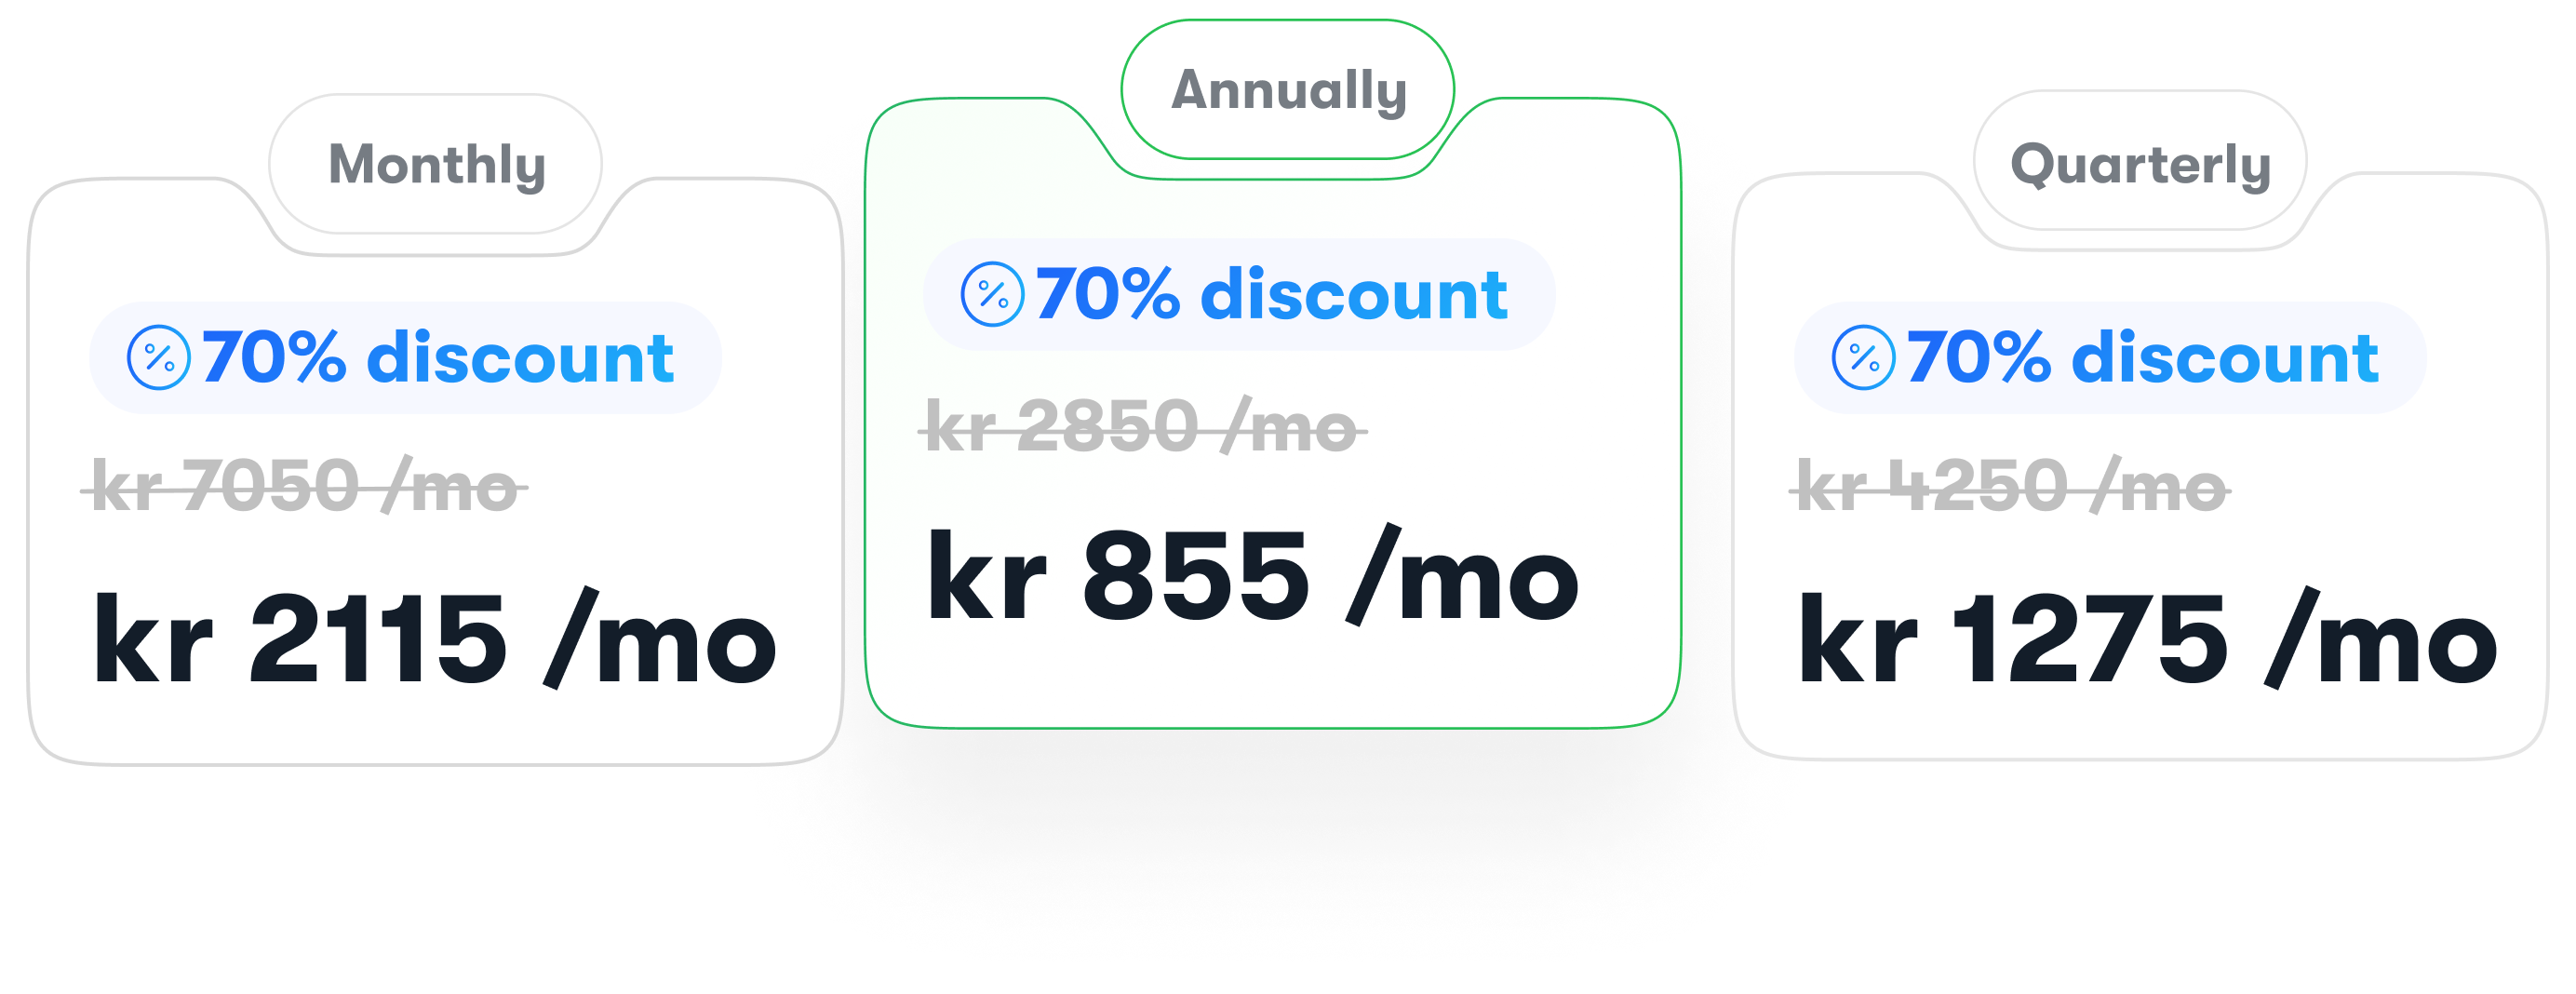 Monthly
70% discount
kr 7050 /mo
kr 2115 /mo
Annually
70% discount
kr 2850 /mo
kr 855 /mo
Quarterly
70% discount
kr 4250 /mo
kr 1275 /mo